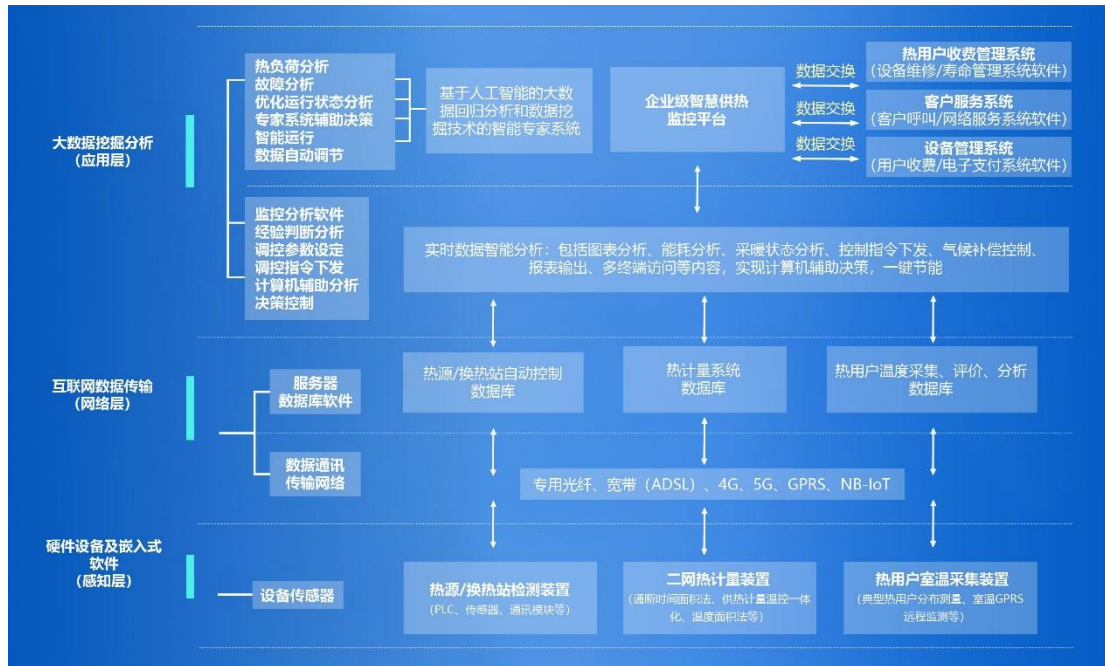 大数据挖掘分析
(应用层)
热负荷分析
故障分析
优化运行状态分析
专家系统辅助决策
智能运行
数据自动调节
基于人工智能的大数
据回归分析和数据挖
掘技术的智能专家系统
企业级智慧供热
监控平台
数据交换
热用户收费管理系统
(设备维修/寿命管理系统软件)
数据交换
客户服务系统
(客户呼叫/网络服务系统软件)
数据交换
设备管理系统
(用户收费/电子支付系统软件)
监控分析软件
经验判断分析
调控参数设定
调控指令下发
计算机辅助分析
决策控制
实时数据智能分析：包括图表分析、能耗分析、采暖状态分析、控制指令下发、气候补偿控制、
报表输出、多终端访问等内容，实现计算机辅助决策，一键节能
互联网数据传输
(网络层)
服务器
数据库软件
热源/换热站自动控制
数据库
热计量系统
数据库
热用户温度采集、评价、分析
数据库
数据通讯
传输网络
专用光纤、宽带（ADSL）、4G、5G、GPRS、NB-IoT
硬件设备及嵌入式
软件
(感知层)
设备传感器
热源/换热站检测装置
(PLC、传感器、通讯模块等)
二网热计量装置
(通断时间面积法、供热计量温控一体
化、温度面积法等)
热用户室温采集装置
(典型热用户分布测量、室温GPRS
远程监测等)